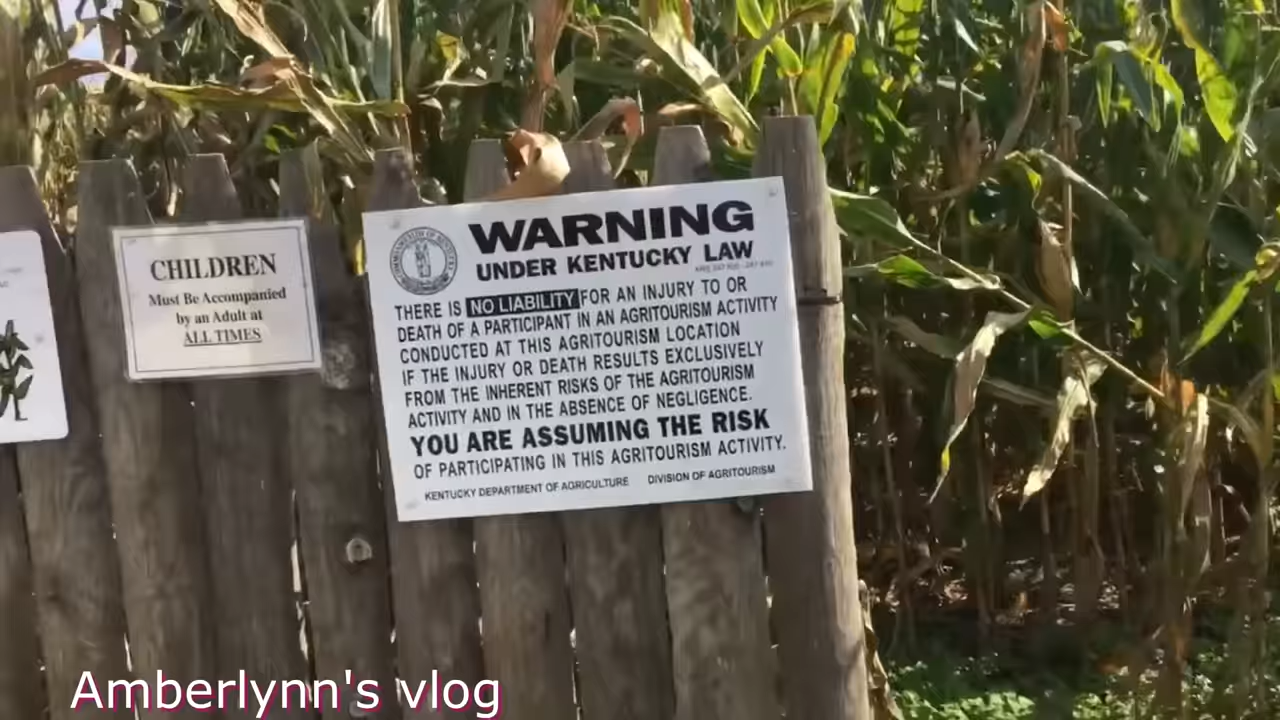 CHILDREN
Must Be Accompanied
by an Adult at
ALL TIMES
COMMONWEALTH OF KENTUCKY
WARNING
UNDER KENTUCKY LAW
THERE IS NO LIABILITY FOR AN INJURY TO OR
DEATH OF A PARTICIPANT IN AN AGRITOURISM ACTIVITY
CONDUCTED AT THIS AGRITOURISM LOCATION
IF THE INJURY OR DEATH RESULTS EXCLUSIVELY
FROM THE INHERENT RISKS OF THE AGRITOURISM
ACTIVITY AND IN THE ABSENCE OF NEGLIGENCE.
YOU ARE ASSUMING THE RISK
OF PARTICIPATING IN THIS AGRITOURISM ACTIVITY.
KENTUCKY DEPARTMENT OF AGRICULTURE DIVISION OF AGRITOURISM
Amberlynn's vlog